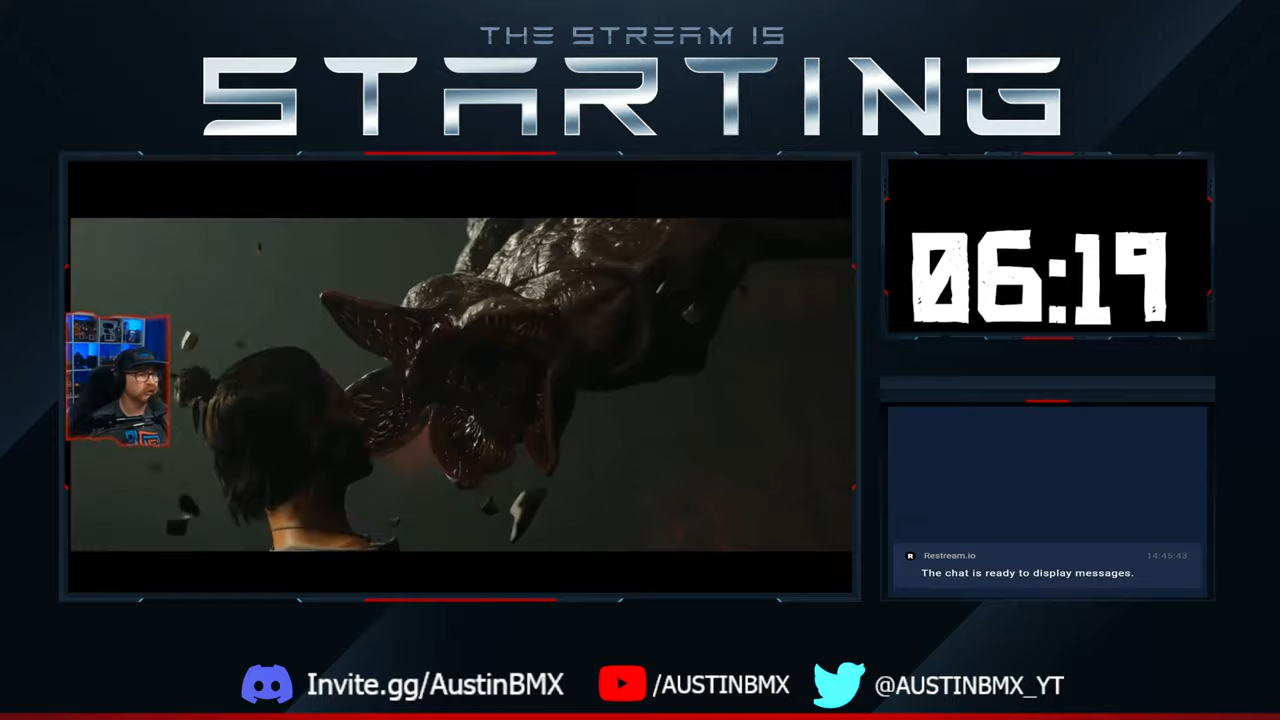 THE STREAM IS
STARTING
06:19
Restream.io 14:45:43
The chat is ready to display messages.
Invite.gg/AustinBMX /AUSTINBMX @AUSTINBMX_YT